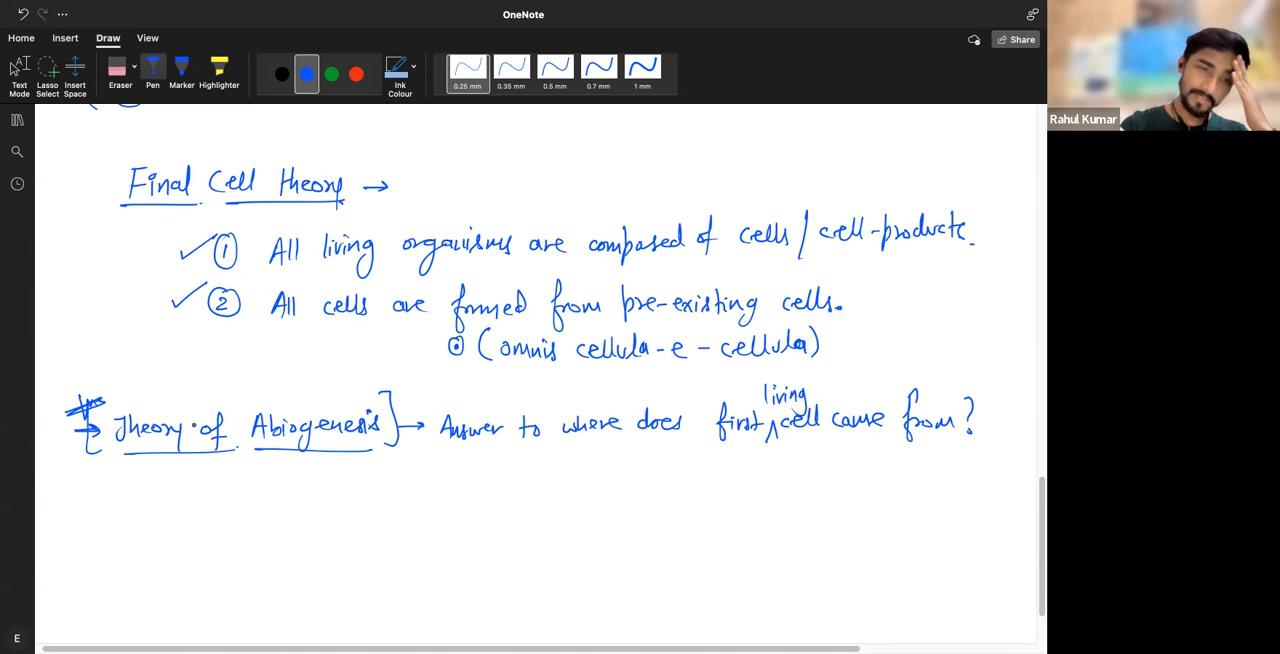 OneNote
Home Insert Draw View
Share
Text Mode
Lasso Select
Insert Space
Eraser
Pen
Marker
Highlighter
Ink Colour
0.25 mm
0.35 mm
0.5 mm
0.7 mm
1 mm
Rahul Kumar
Final Cell theory →
① All living organisms are composed of cells / cell-products.
② All cells are formed from pre-existing cells.
(omnis cellula-e-cellula)
living
Theory of Abiogenesis] → Answer to where does first cell came from?
E